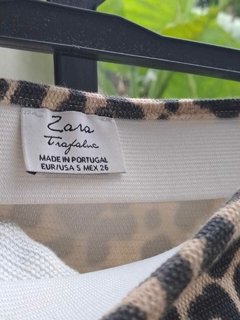 Zara
Trafaluc
MADE IN PORTUGAL
EUR/USA S MEX 26